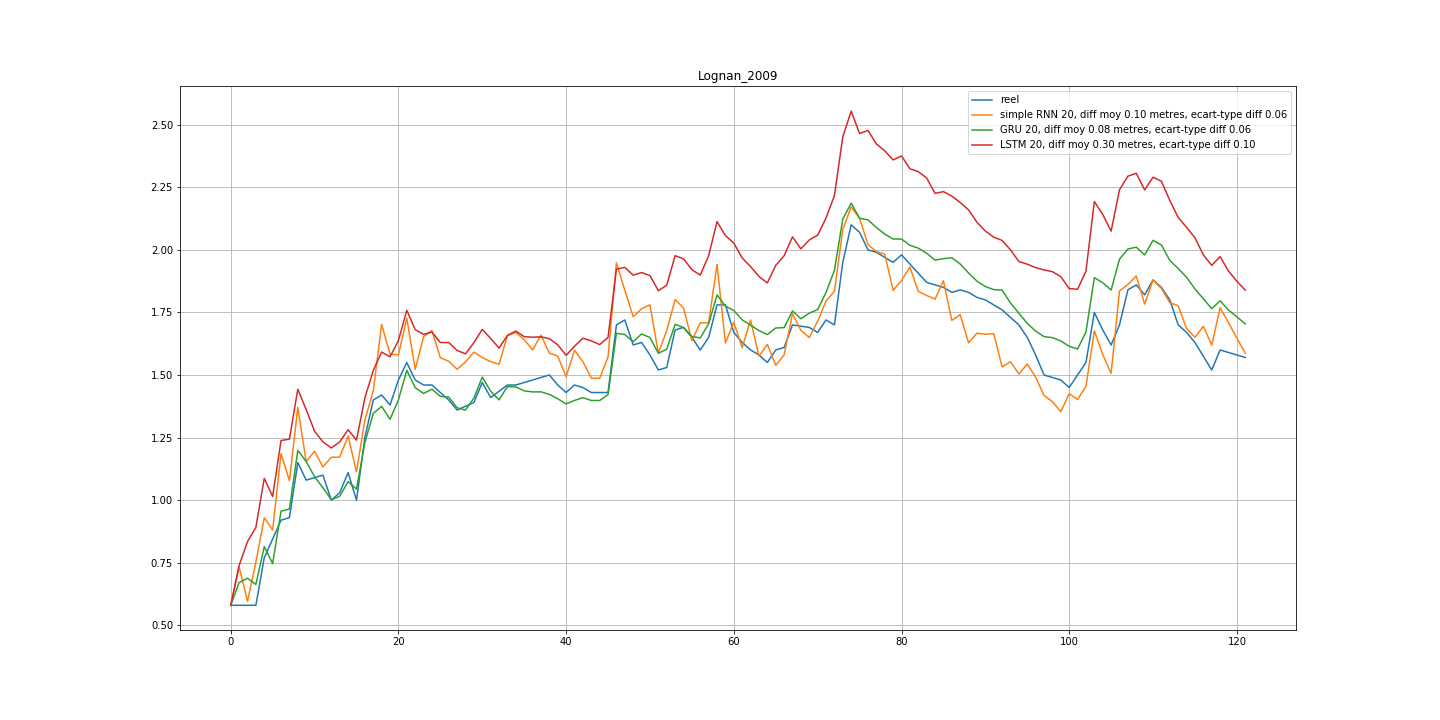 Lognan_2009
reel
simple RNN 20, diff moy 0.10 metres, ecart-type diff 0.06
GRU 20, diff moy 0.08 metres, ecart-type diff 0.06
LSTM 20, diff moy 0.30 metres, ecart-type diff 0.10
2.50
2.25
2.00
1.75
1.50
1.25
1.00
0.75
0.50
0 20 40 60 80 100 120